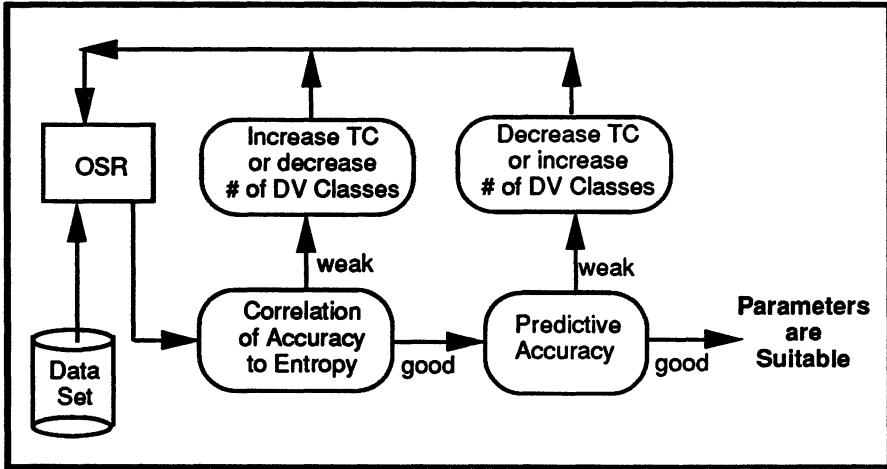 OSR
Increase TC
or decrease
# of DV Classes
Decrease TC
or increase
# of DV Classes
weak
weak
Data
Set
Correlation
of Accuracy
to Entropy
good
Predictive
Accuracy
good
Parameters
are
Suitable